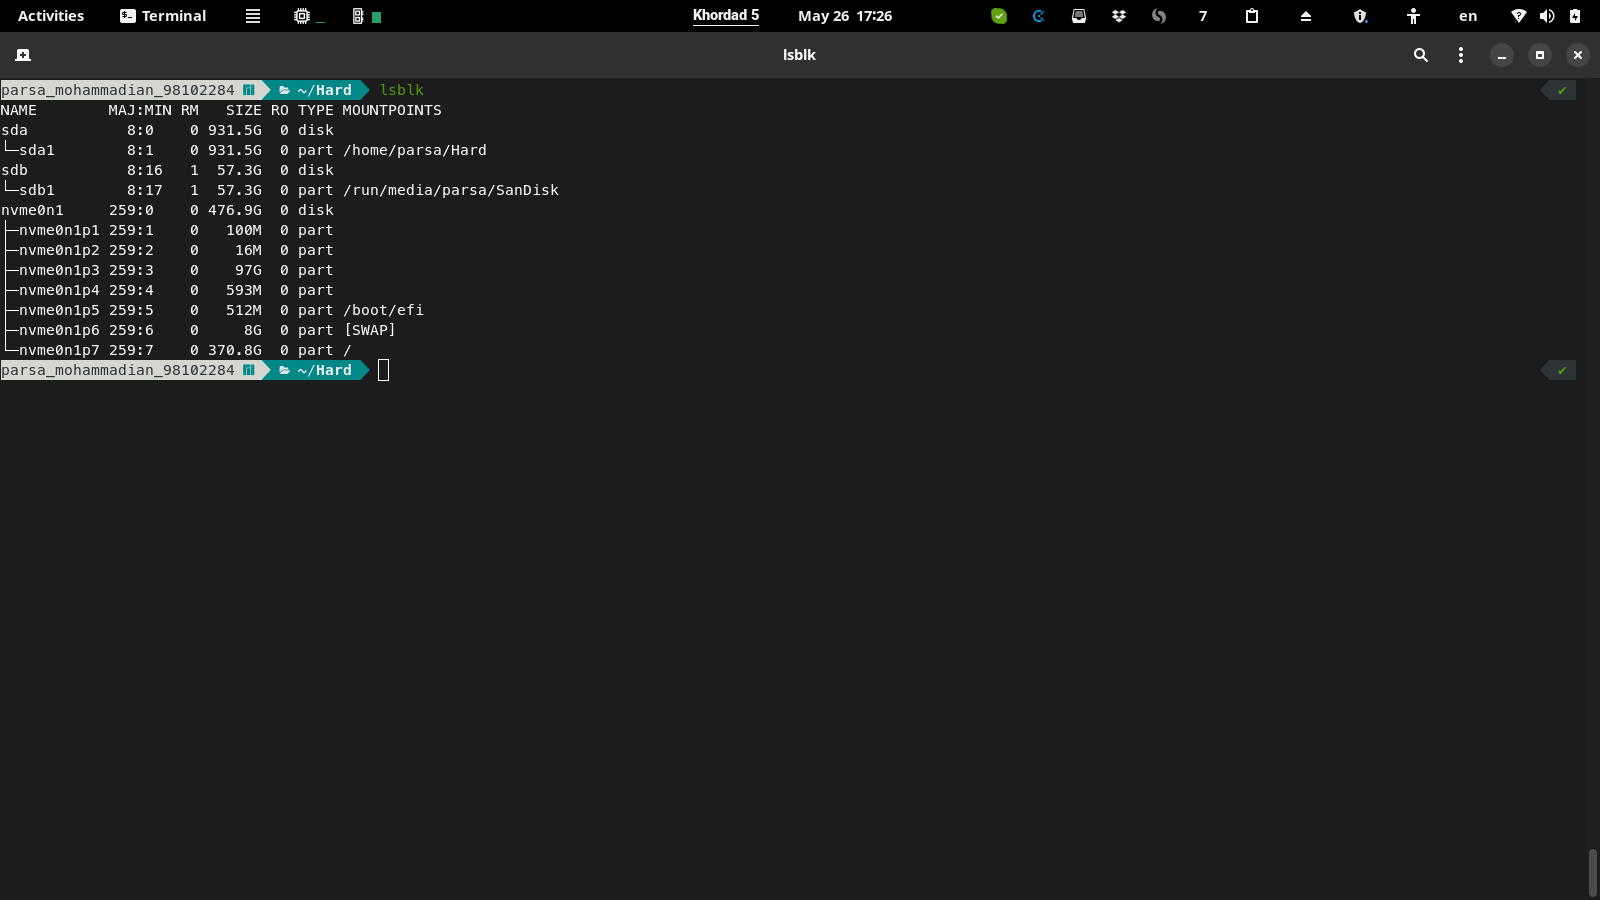 Activities Terminal Khordad 5 May 26 17:26 7 en
lsblk
parsa_mohammadian_98102284 ~/Hard lsblk ✔
NAME MAJ:MIN RM SIZE RO TYPE MOUNTPOINTS
sda 8:0 0 931.5G 0 disk
└─sda1 8:1 0 931.5G 0 part /home/parsa/Hard
sdb 8:16 1 57.3G 0 disk
└─sdb1 8:17 1 57.3G 0 part /run/media/parsa/SanDisk
nvme0n1 259:0 0 476.9G 0 disk
├─nvme0n1p1 259:1 0 100M 0 part
├─nvme0n1p2 259:2 0 16M 0 part
├─nvme0n1p3 259:3 0 97G 0 part
├─nvme0n1p4 259:4 0 593M 0 part
├─nvme0n1p5 259:5 0 512M 0 part /boot/efi
├─nvme0n1p6 259:6 0 8G 0 part [SWAP]
└─nvme0n1p7 259:7 0 370.8G 0 part /
parsa_mohammadian_98102284 ~/Hard ✔